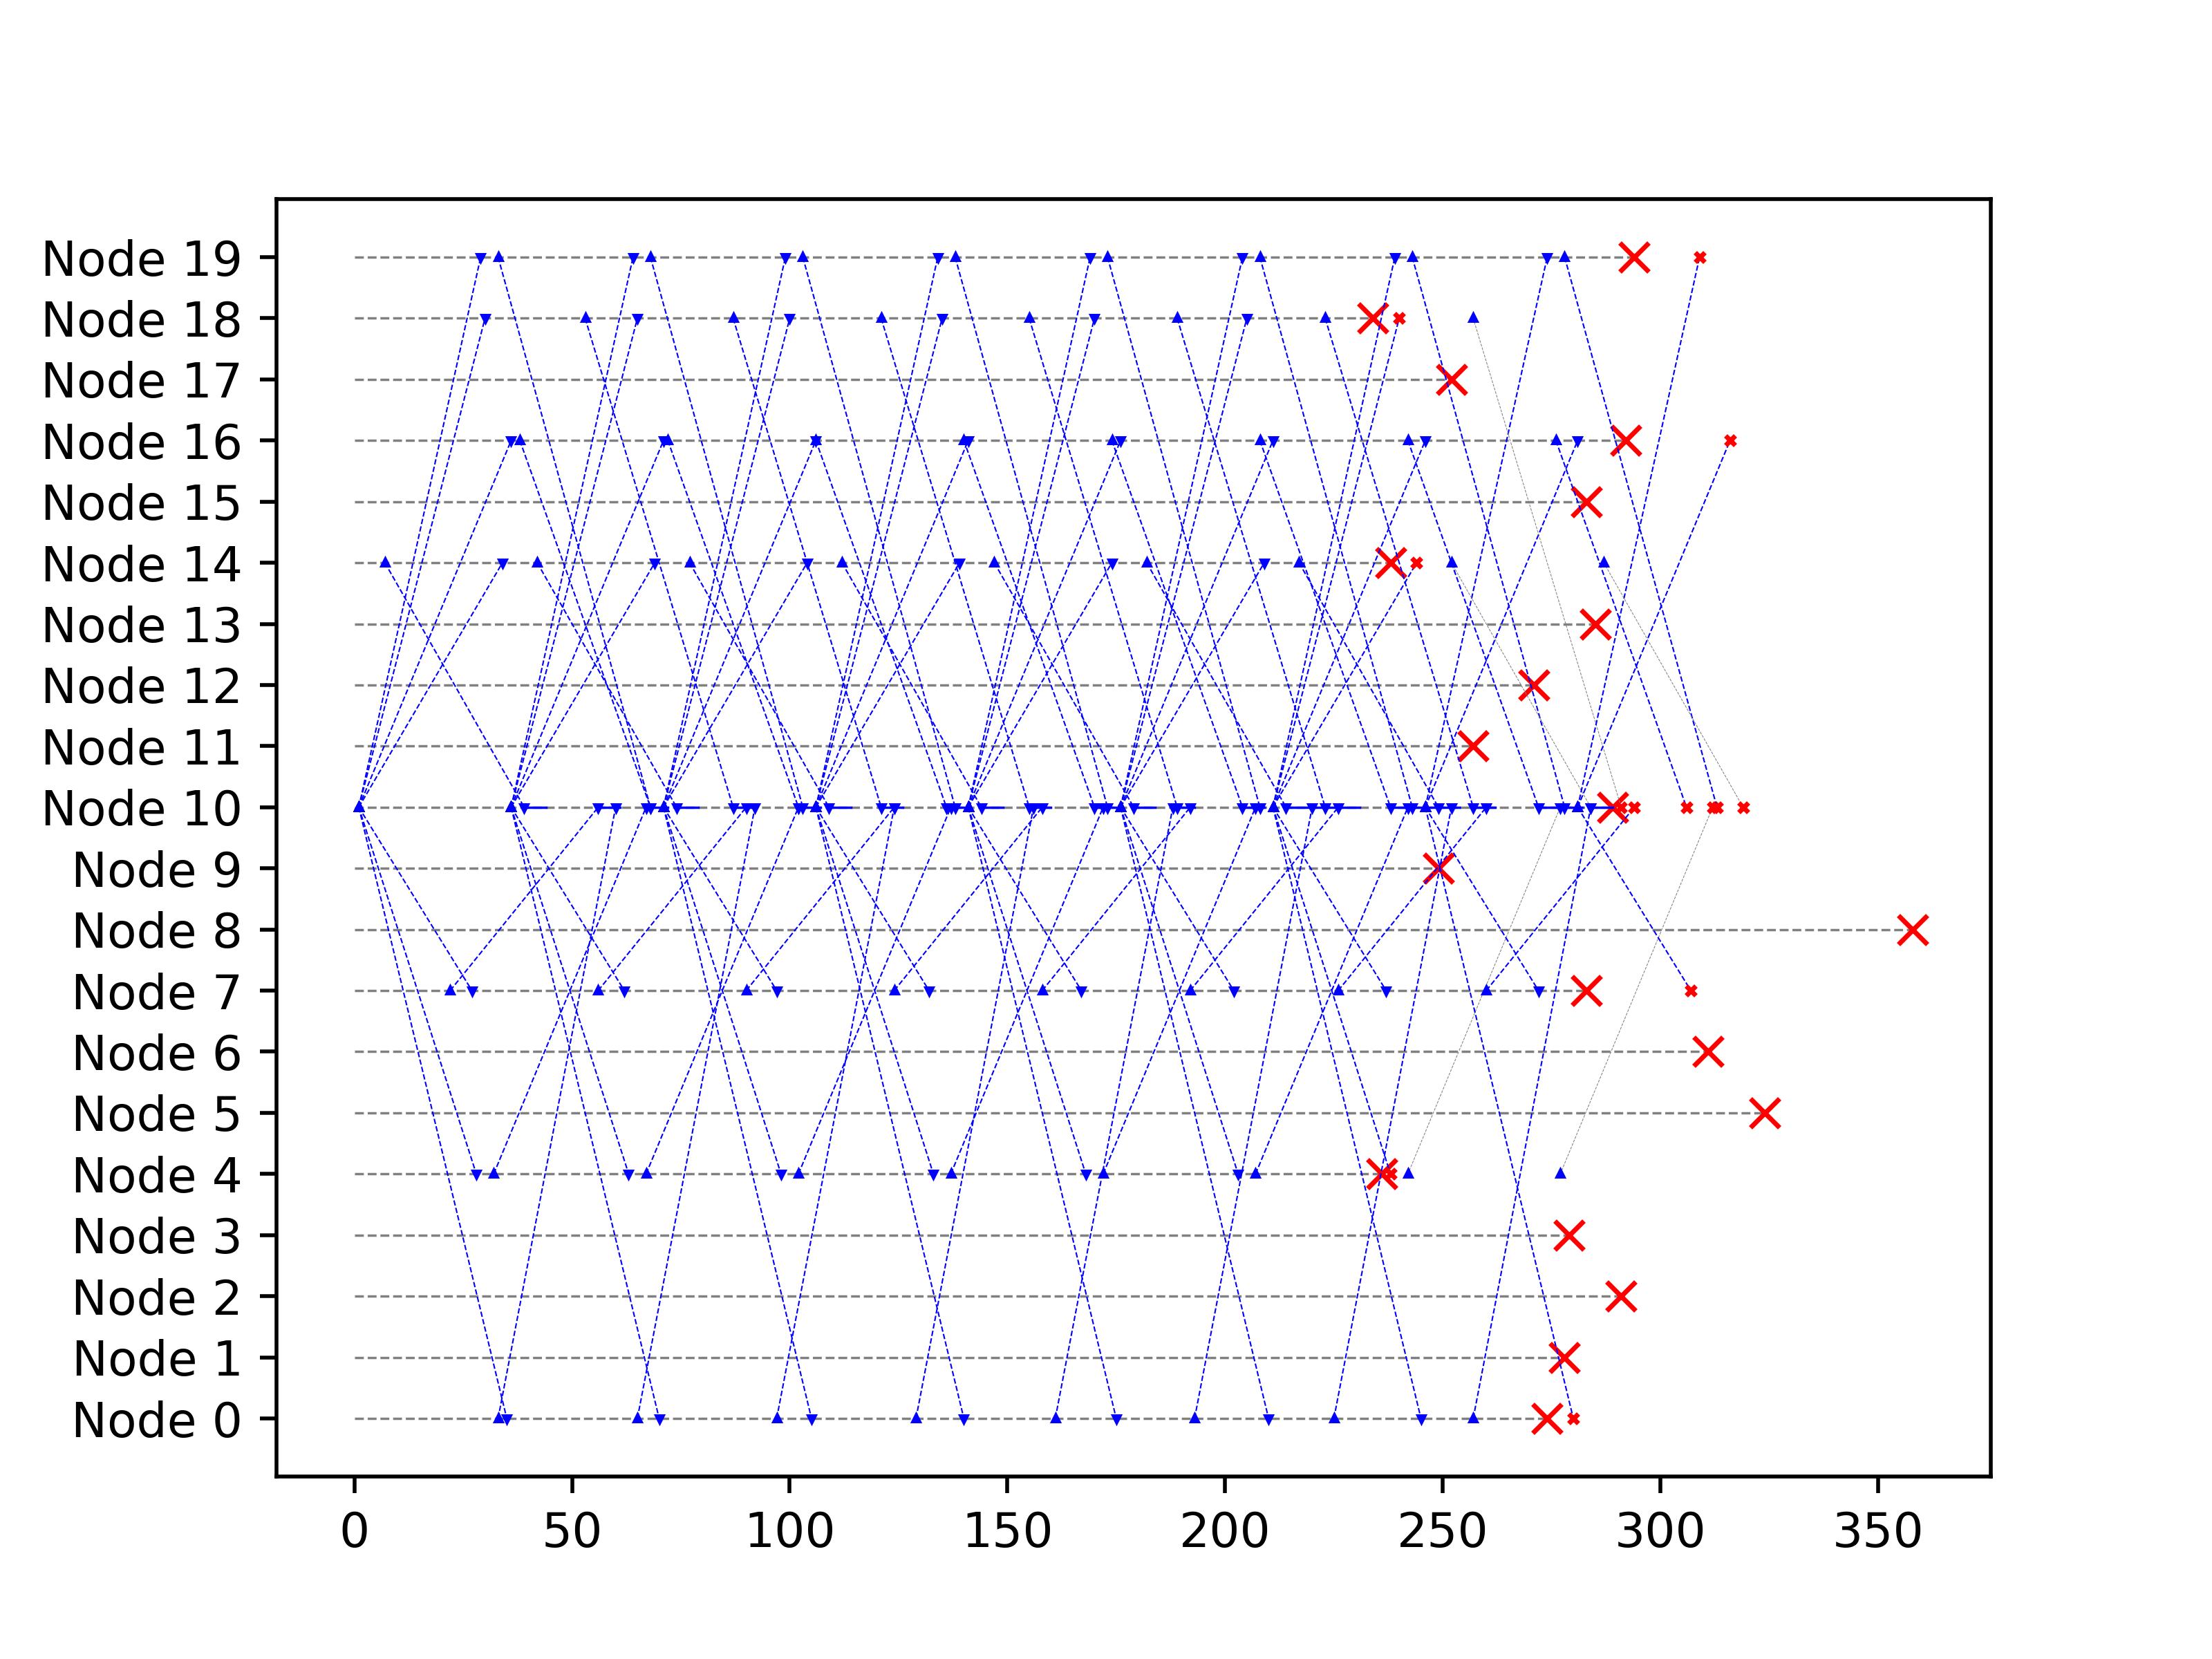 Node 19
Node 18
Node 17
Node 16
Node 15
Node 14
Node 13
Node 12
Node 11
Node 10
Node 9
Node 8
Node 7
Node 6
Node 5
Node 4
Node 3
Node 2
Node 1
Node 0
0 50 100 150 200 250 300 350